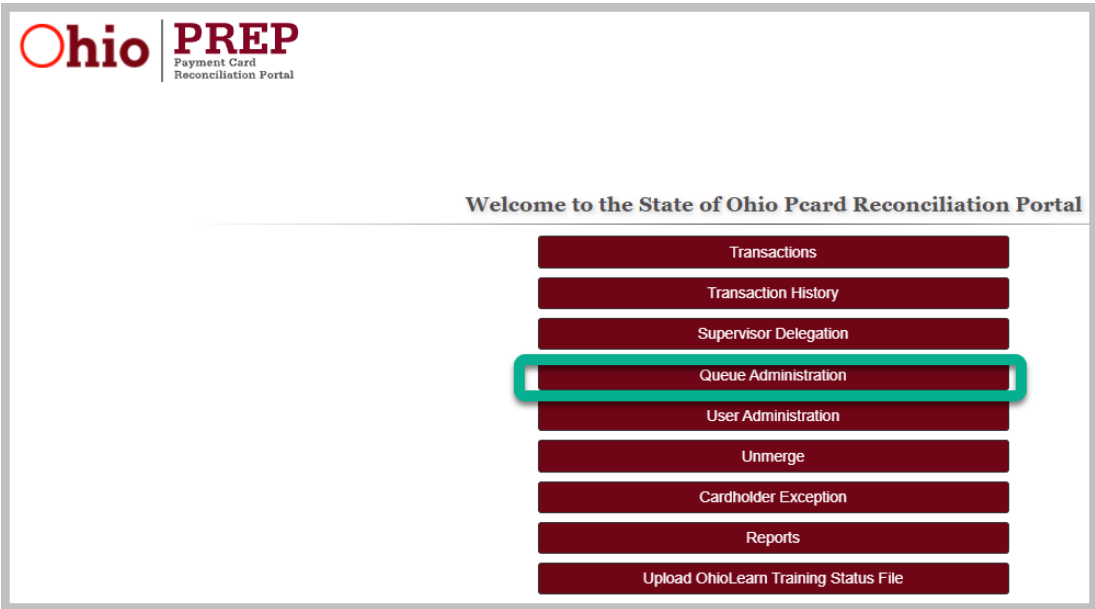 Ohio PREP
Payment Card
Reconciliation Portal
Welcome to the State of Ohio Pcard Reconciliation Portal
Transactions
Transaction History
Supervisor Delegation
Queue Administration
User Administration
Unmerge
Cardholder Exception
Reports
Upload OhioLearn Training Status File